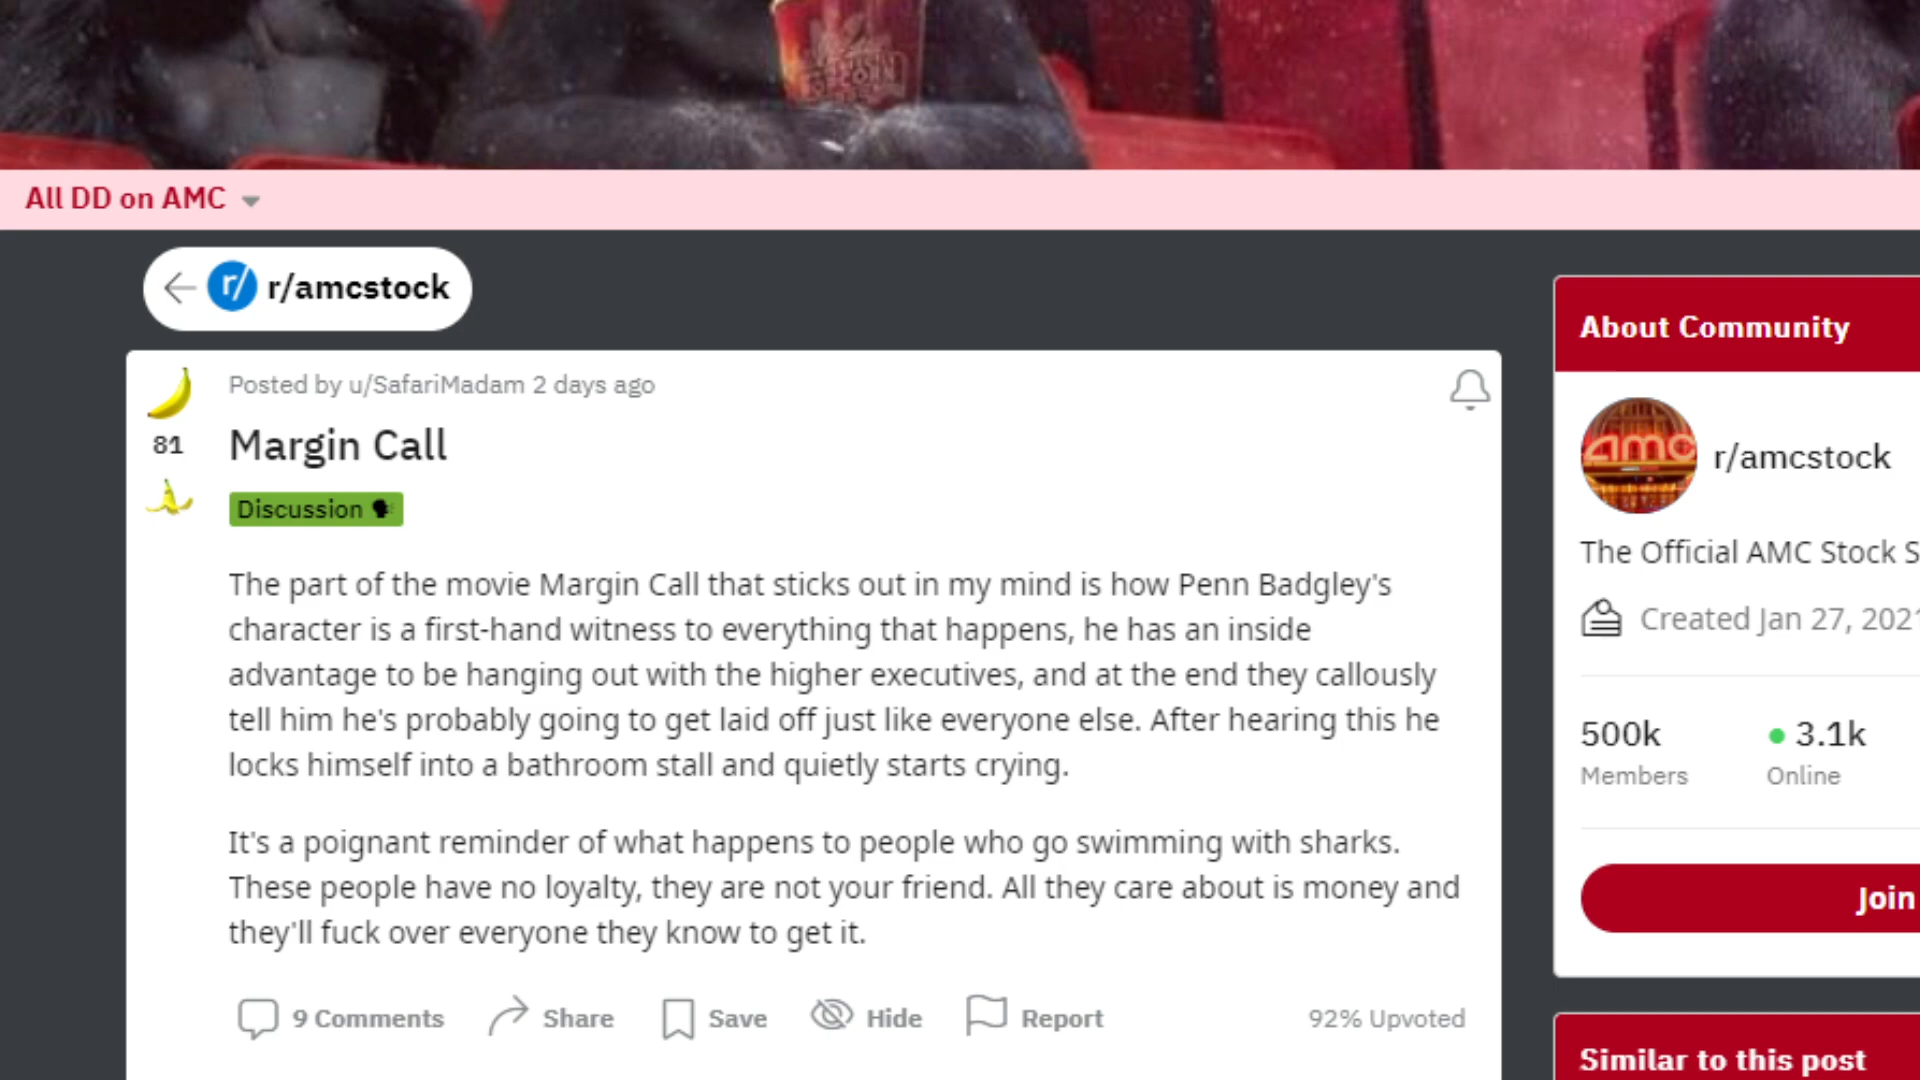 All DD on AMC
r/ r/amcstock
Posted by u/SafariMadam 2 days ago
81
Margin Call
Discussion
The part of the movie Margin Call that sticks out in my mind is how Penn Badgley's
character is a first-hand witness to everything that happens, he has an inside
advantage to be hanging out with the higher executives, and at the end they callously
tell him he's probably going to get laid off just like everyone else. After hearing this he
locks himself into a bathroom stall and quietly starts crying.
It's a poignant reminder of what happens to people who go swimming with sharks.
These people have no loyalty, they are not your friend. All they care about is money and
they'll fuck over everyone they know to get it.
9 Comments Share Save Hide Report 92% Upvoted
About Community
amc r/amcstock
The Official AMC Stock S
Created Jan 27, 2021
500k 3.1k
Members Online
Join
Similar to this post